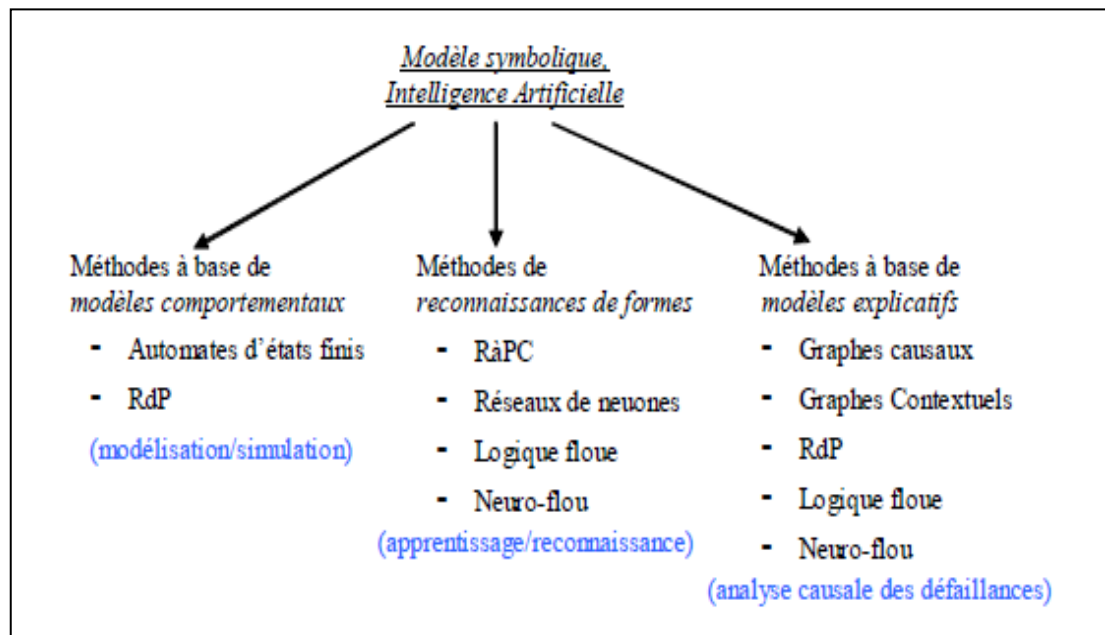 Modèle symbolique,
Intelligence Artificielle
Méthodes à base de
modèles comportementaux
- Automates d'états finis
- RdP
(modélisation/simulation)
Méthodes de
reconnaissances de formes
- RàPC
- Réseaux de neuones
- Logique floue
- Neuro-flou
(apprentissage/reconnaissance)
Méthodes à base de
modèles explicatifs
- Graphes causaux
- Graphes Contextuels
- RdP
- Logique floue
- Neuro-flou
(analyse causale des défaillances)